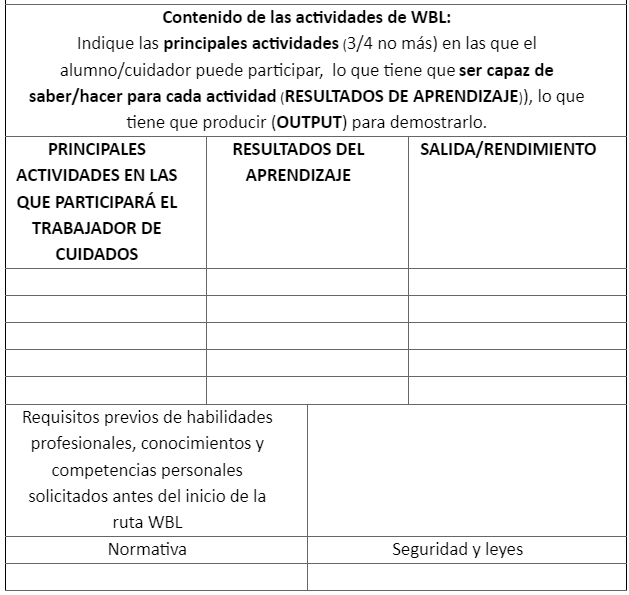 Contenido de las actividades de WBL:
Indique las principales actividades (3/4 no más) en las que el
alumno/cuidador puede participar, lo que tiene que ser capaz de
saber/hacer para cada actividad (RESULTADOS DE APRENDIZAJE)), lo que
tiene que producir (OUTPUT) para demostrarlo.
PRINCIPALES
ACTIVIDADES EN LAS
QUE PARTICIPARÁ EL
TRABAJADOR DE
CUIDADOS
RESULTADOS DEL
APRENDIZAJE
SALIDA/RENDIMIENTO
Requisitos previos de habilidades
profesionales, conocimientos y
competencias personales
solicitados antes del inicio de la
ruta WBL
Normativa
Seguridad y leyes